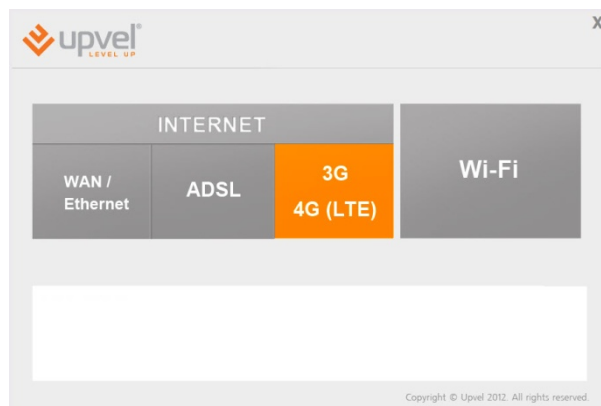 X
upvel
LEVEL UP
INTERNET
WAN /
Ethernet
ADSL
3G
4G (LTE)
Wi-Fi
Copyright © Upvel 2012. All rights reserved.